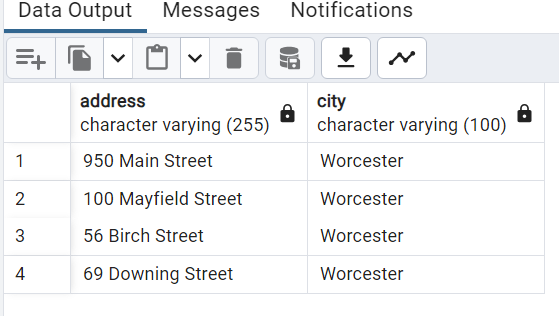 Data Output Messages Notifications
address city
character varying (255) character varying (100)
1 950 Main Street Worcester
2 100 Mayfield Street Worcester
3 56 Birch Street Worcester
4 69 Downing Street Worcester